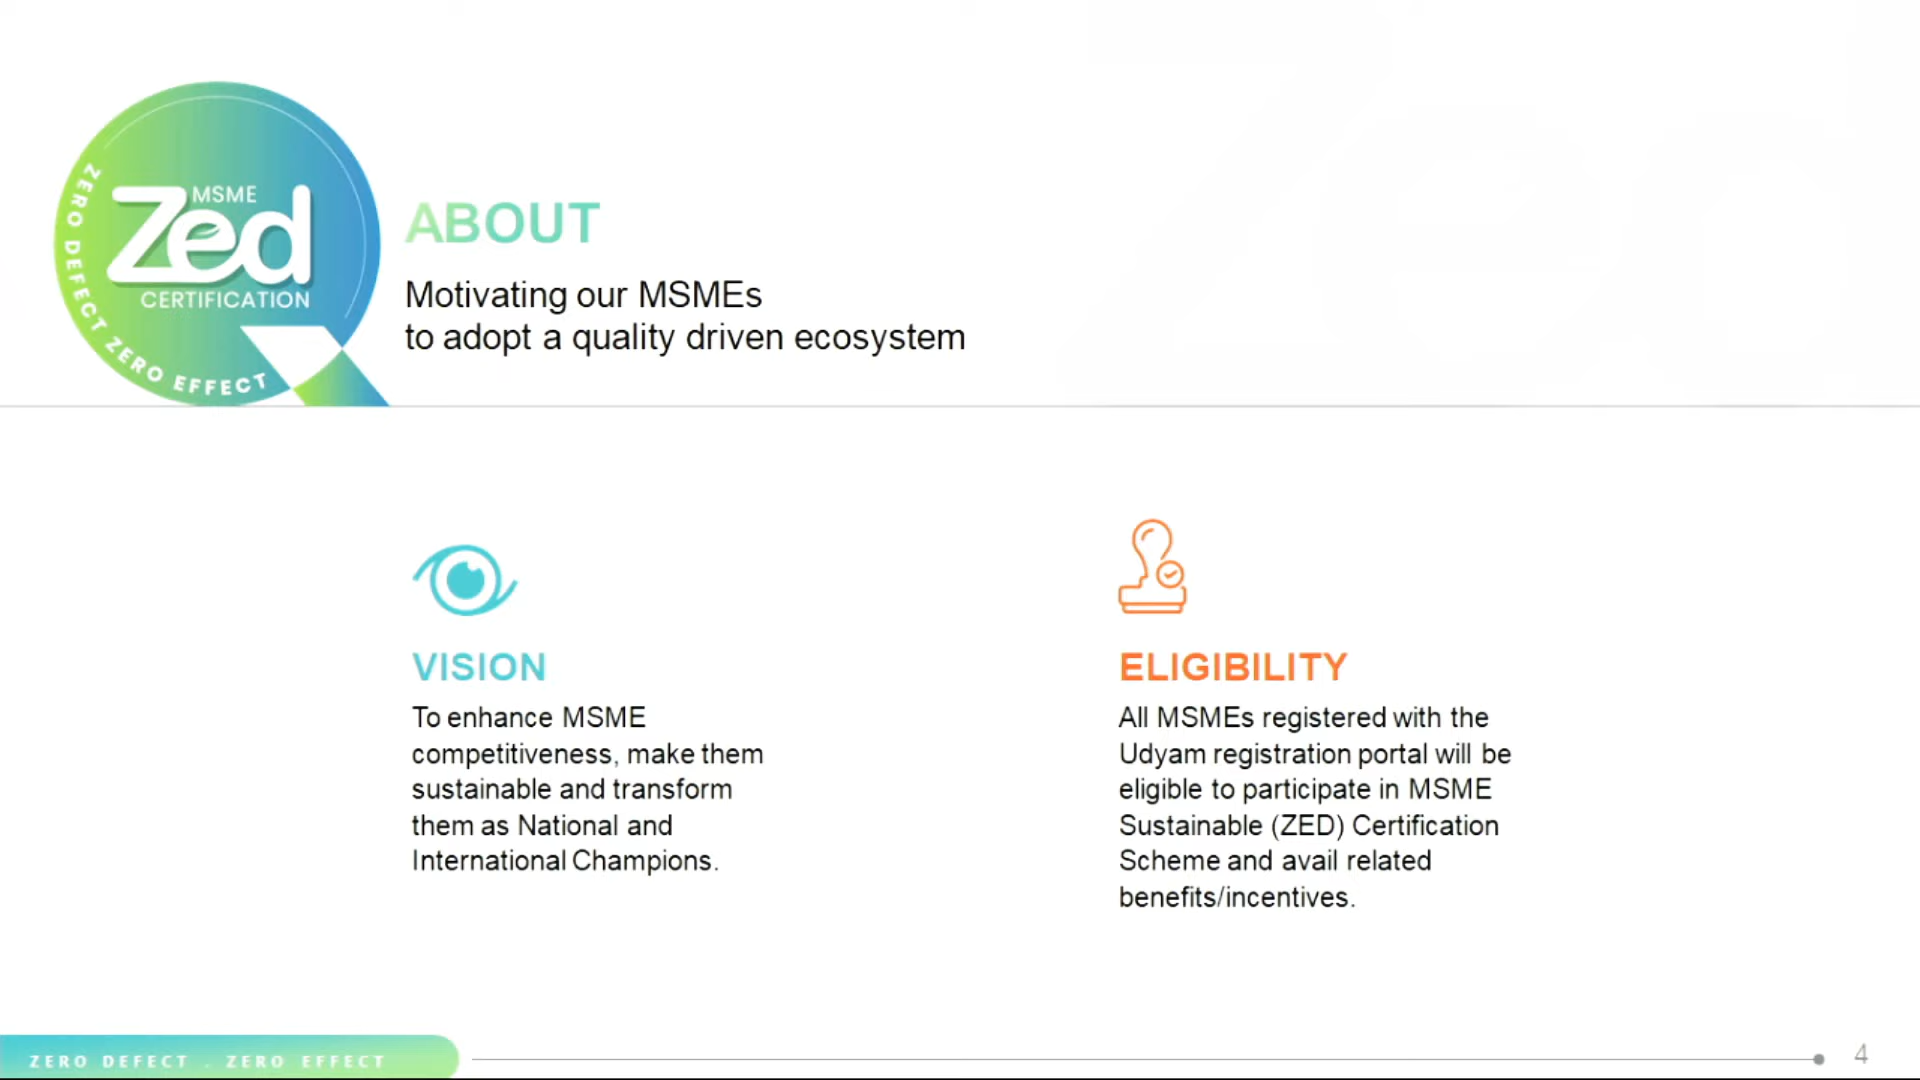 MSME
Zed
CERTIFICATION
ZERO DEFECT ZERO EFFECT
ABOUT
Motivating our MSMEs
to adopt a quality driven ecosystem
VISION
To enhance MSME
competitiveness, make them
sustainable and transform
them as National and
International Champions.
ELIGIBILITY
All MSMEs registered with the
Udyam registration portal will be
eligible to participate in MSME
Sustainable (ZED) Certification
Scheme and avail related
benefits/incentives.
ZERO DEFECT . ZERO EFFECT
4